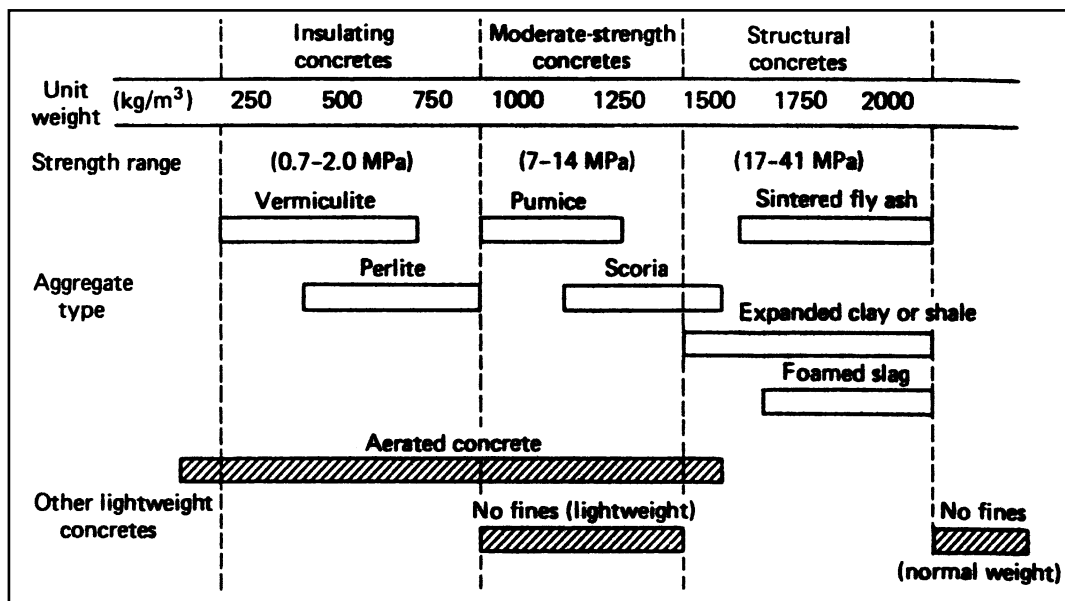 Insulating
concretes
Moderate-strength
concretes
Structural
concretes
Unit
weight
(kg/m³) 250 500 750 1000 1250 1500 1750 2000
Strength range (0.7–2.0 MPa) (7–14 MPa) (17–41 MPa)
Vermiculite Pumice Sintered fly ash
Aggregate
type
Perlite Scoria
Expanded clay or shale
Foamed slag
Aerated concrete
Other lightweight
concretes
No fines (lightweight) No fines
(normal weight)